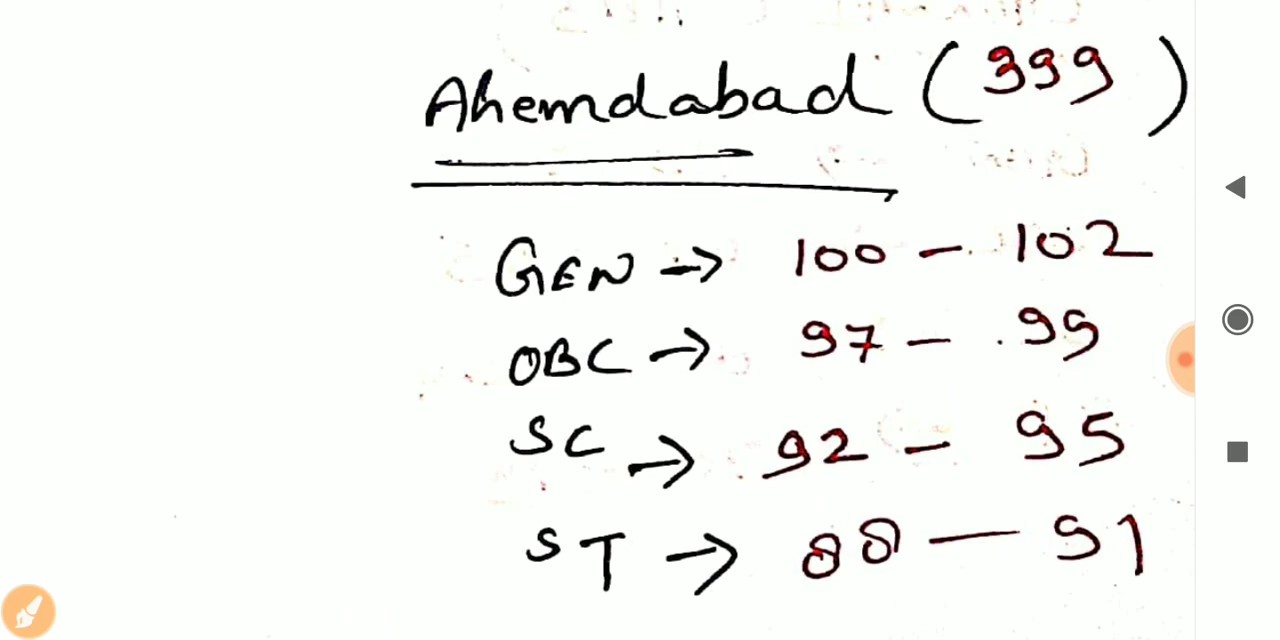 Ahemdabad (399)
GEN → 100 - 102
OBC → 97 - 99
SC → 92 - 95
ST → 88 - 91